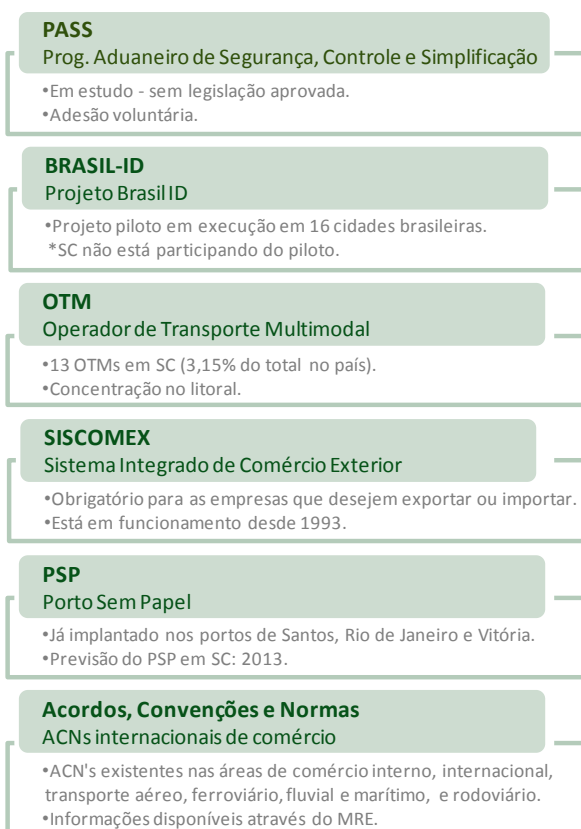 PASS
Prog. Aduaneiro de Segurança, Controle e Simplificação
•Em estudo - sem legislação aprovada.
•Adesão voluntária.
BRASIL-ID
Projeto Brasil ID
•Projeto piloto em execução em 16 cidades brasileiras.
*SC não está participando do piloto.
OTM
Operador de Transporte Multimodal
•13 OTMs em SC (3,15% do total no país).
•Concentração no litoral.
SISCOMEX
Sistema Integrado de Comércio Exterior
•Obrigatório para as empresas que desejem exportar ou importar.
•Está em funcionamento desde 1993.
PSP
Porto Sem Papel
•Já implantado nos portos de Santos, Rio de Janeiro e Vitória.
•Previsão do PSP em SC: 2013.
Acordos, Convenções e Normas
ACNs internacionais de comércio
•ACN's existentes nas áreas de comércio interno, internacional,
transporte aéreo, ferroviário, fluvial e marítimo, e rodoviário.
•Informações disponíveis através do MRE.